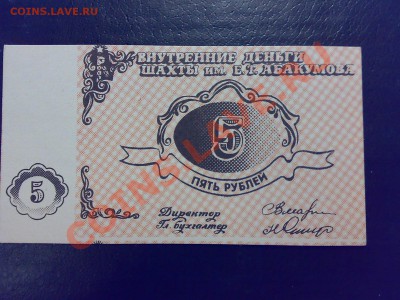 COINS.LAVE.RU
ВНУТРЕННИЕ ДЕНЬГИ
ШАХТЫ им. Е.Т. АБАКУМОВА
5
ПЯТЬ РУБЛЕЙ
5
Директор
Гл. бухгалтер
COINS.LAVE.RU